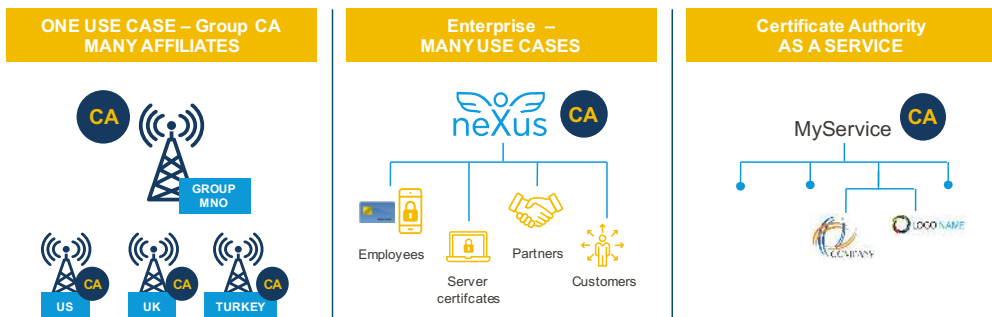 ONE USE CASE – Group CA
MANY AFFILIATES
CA
GROUP
MNO
CA
US
CA
UK
CA
TURKEY
Enterprise –
MANY USE CASES
neXus
CA
Employees
Server
certifcates
Partners
Customers
Certificate Authority
AS A SERVICE
MyService
CA
COMPANY
LOGO NAME